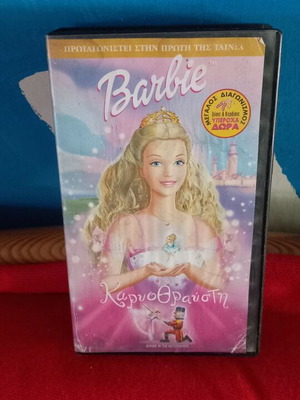 ΠΡΩΤΑΓΩΝΙΣΤΕΙ ΣΤΗΝ ΠΡΩΤΗ ΤΗΣ ΤΑΙΝΙΑ
Barbie
ΜΕΓΑΛΟΣ ΔΙΑΓΩΝΙΣΜΟΣ
ΥΠΕΡΟΧΑ
ΔΩΡΑ
Καρυοθραύστη